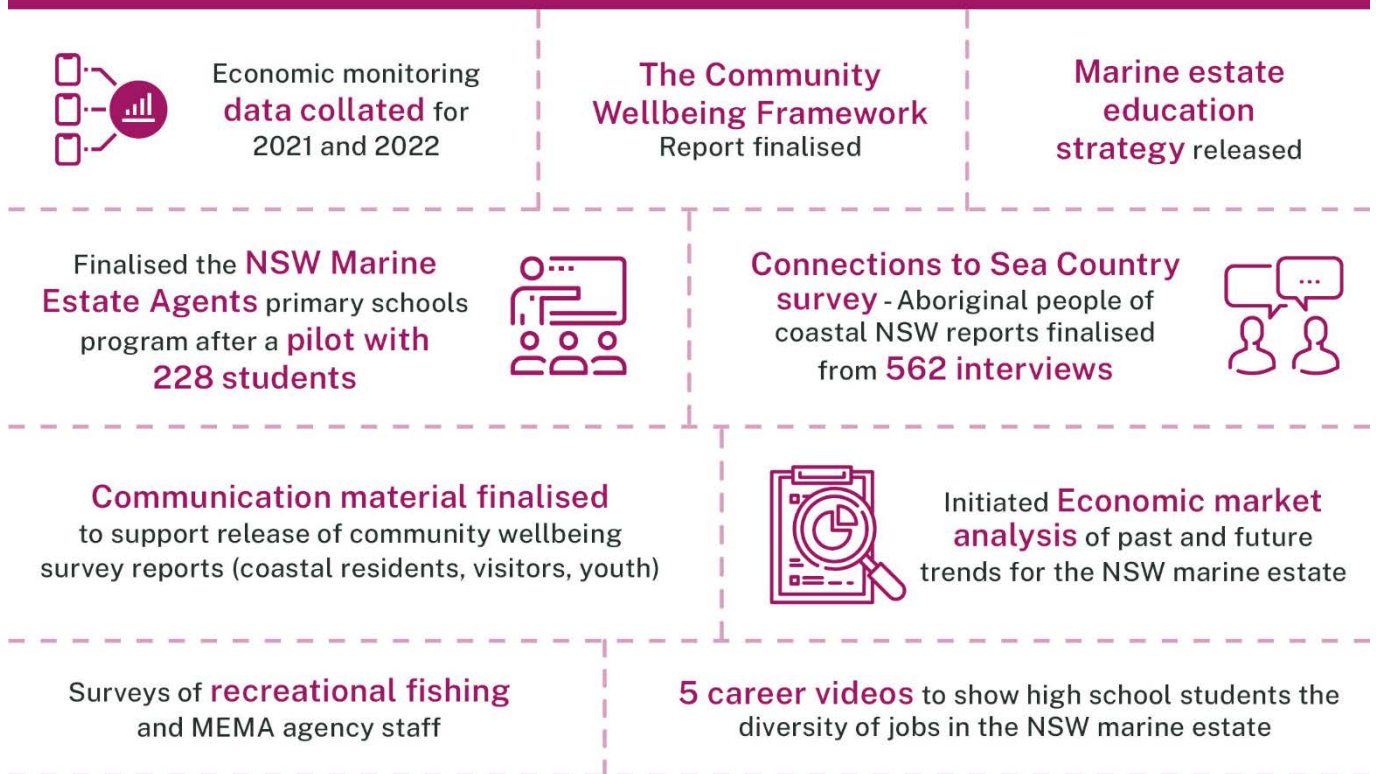 Economic monitoring
data collated for
2021 and 2022
The Community
Wellbeing Framework
Report finalised
Marine estate
education
strategy released
Finalised the NSW Marine
Estate Agents primary schools
program after a pilot with
228 students
Connections to Sea Country
survey - Aboriginal people of
coastal NSW reports finalised
from 562 interviews
Communication material finalised
to support release of community wellbeing
survey reports (coastal residents, visitors, youth)
Initiated Economic market
analysis of past and future
trends for the NSW marine estate
Surveys of recreational fishing
and MEMA agency staff
5 career videos to show high school students the
diversity of jobs in the NSW marine estate